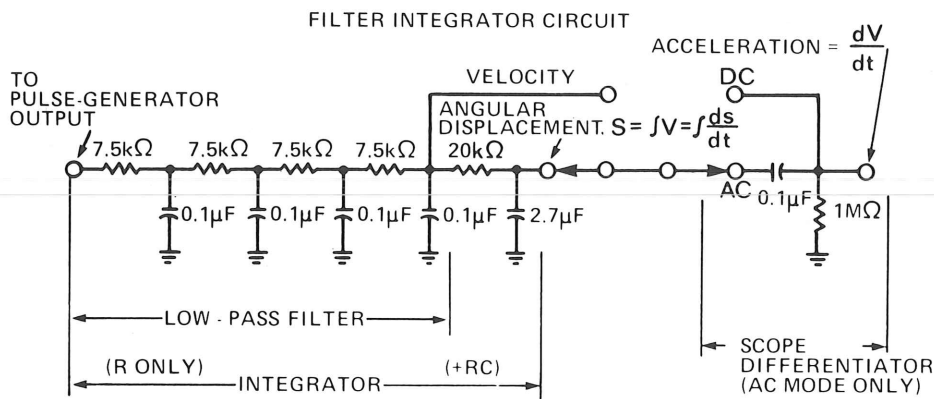 FILTER INTEGRATOR CIRCUIT
ACCELERATION = dV/dt
TO
PULSE-GENERATOR
OUTPUT
VELOCITY
DC
ANGULAR
DISPLACEMENT. S = ∫V = ∫ds/dt
7.5kΩ 7.5kΩ 7.5kΩ 7.5kΩ 20kΩ
AC 0.1µF
0.1µF 0.1µF 0.1µF 0.1µF 2.7µF 1MΩ
LOW - PASS FILTER
(R ONLY) (+RC)
INTEGRATOR
SCOPE
DIFFERENTIATOR
(AC MODE ONLY)